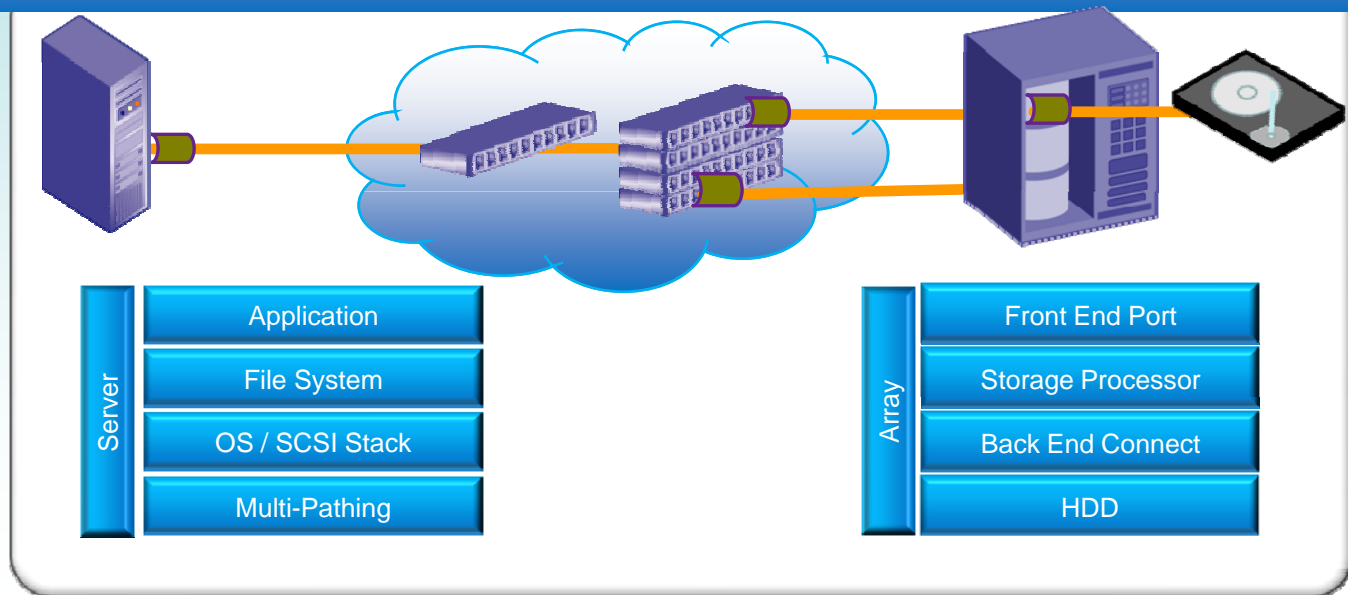 Server
Application
File System
OS / SCSI Stack
Multi-Pathing
Array
Front End Port
Storage Processor
Back End Connect
HDD